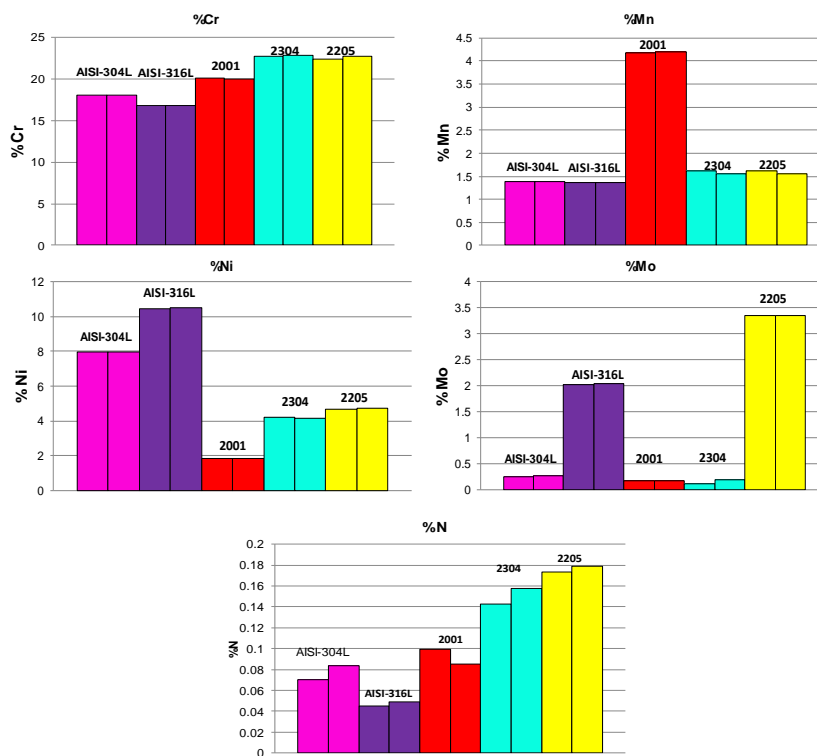 %Cr
%Cr
25
20
15
10
5
0
AISI-304L
AISI-316L
2001
2304
2205
%Mn
%Mn
4.5
4
3.5
3
2.5
2
1.5
1
0.5
0
AISI-304L
AISI-316L
2001
2304
2205
%Ni
%Ni
12
10
8
6
4
2
0
AISI-304L
AISI-316L
2001
2304
2205
%Mo
%Mo
4
3.5
3
2.5
2
1.5
1
0.5
0
AISI-304L
AISI-316L
2001
2304
2205
%N
%N
0.2
0.18
0.16
0.14
0.12
0.1
0.08
0.06
0.04
0.02
0
AISI-304L
AISI-316L
2001
2304
2205